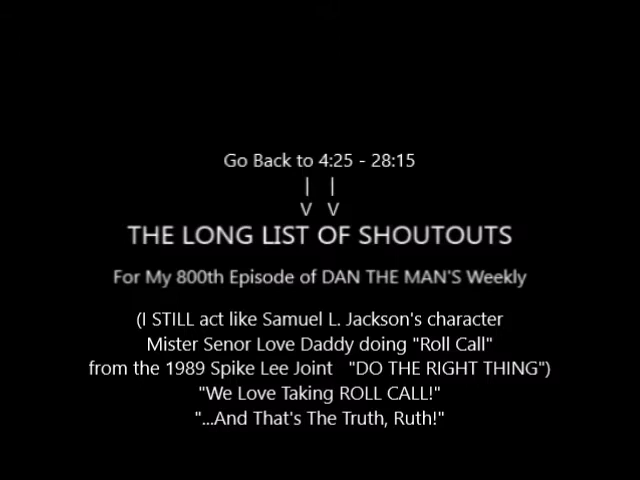 Go Back to 4:25 - 28:15
| |
V V
THE LONG LIST OF SHOUTOUTS
For My 800th Episode of DAN THE MAN'S Weekly
(I STILL act like Samuel L. Jackson's character
Mister Senor Love Daddy doing "Roll Call"
from the 1989 Spike Lee Joint "DO THE RIGHT THING")
"We Love Taking ROLL CALL!"
"...And That's The Truth, Ruth!"